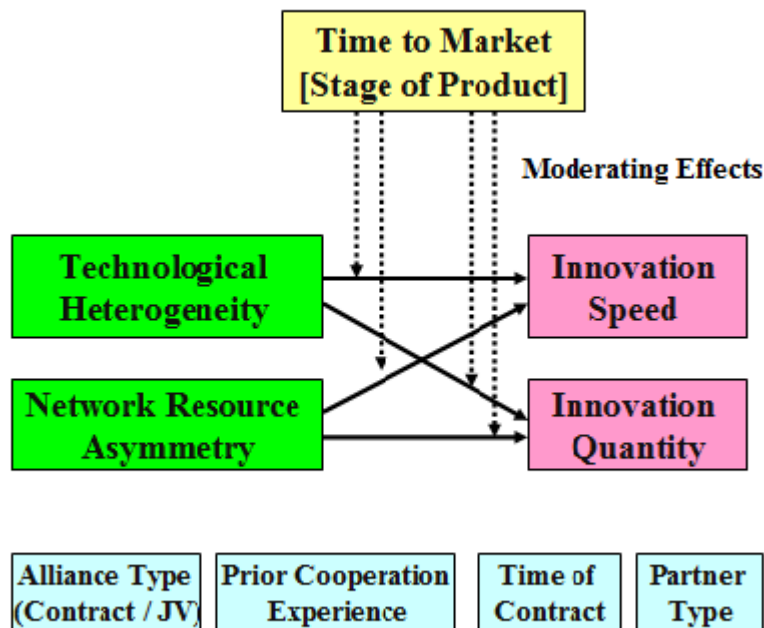 Time to Market
[Stage of Product]
Moderating Effects
Technological
Heterogeneity
Innovation
Speed
Network Resource
Asymmetry
Innovation
Quantity
Alliance Type
(Contract / JV)
Prior Cooperation
Experience
Time of
Contract
Partner
Type